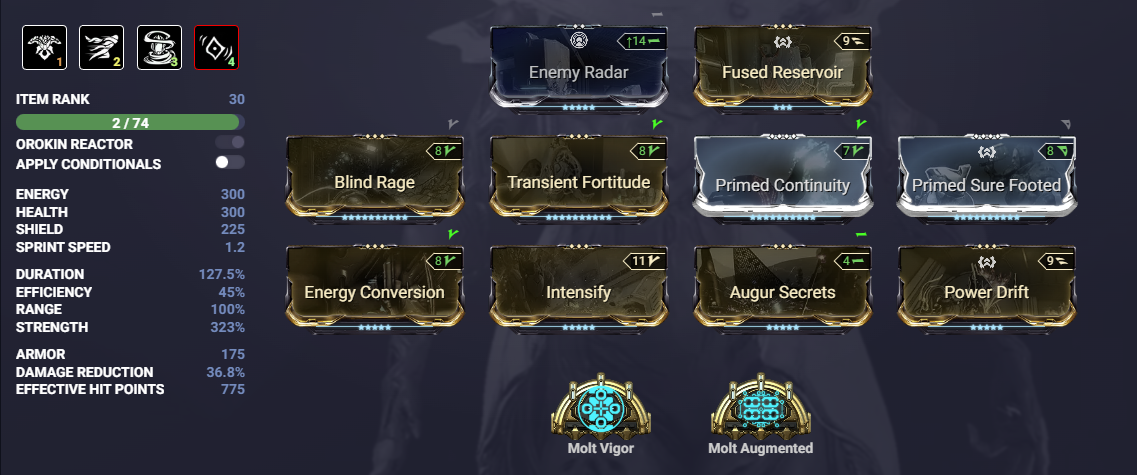 1
2
3
4
ITEM RANK 30
2 / 74
OROKIN REACTOR
APPLY CONDITIONALS
ENERGY 300
HEALTH 300
SHIELD 225
SPRINT SPEED 1.2
DURATION 127.5%
EFFICIENCY 45%
RANGE 100%
STRENGTH 323%
ARMOR 175
DAMAGE REDUCTION 36.8%
EFFECTIVE HIT POINTS 775
↑14
Enemy Radar
9
Fused Reservoir
8
Blind Rage
8
Transient Fortitude
7
Primed Continuity
8
Primed Sure Footed
8
Energy Conversion
11
Intensify
4
Augur Secrets
9
Power Drift
Molt Vigor
Molt Augmented